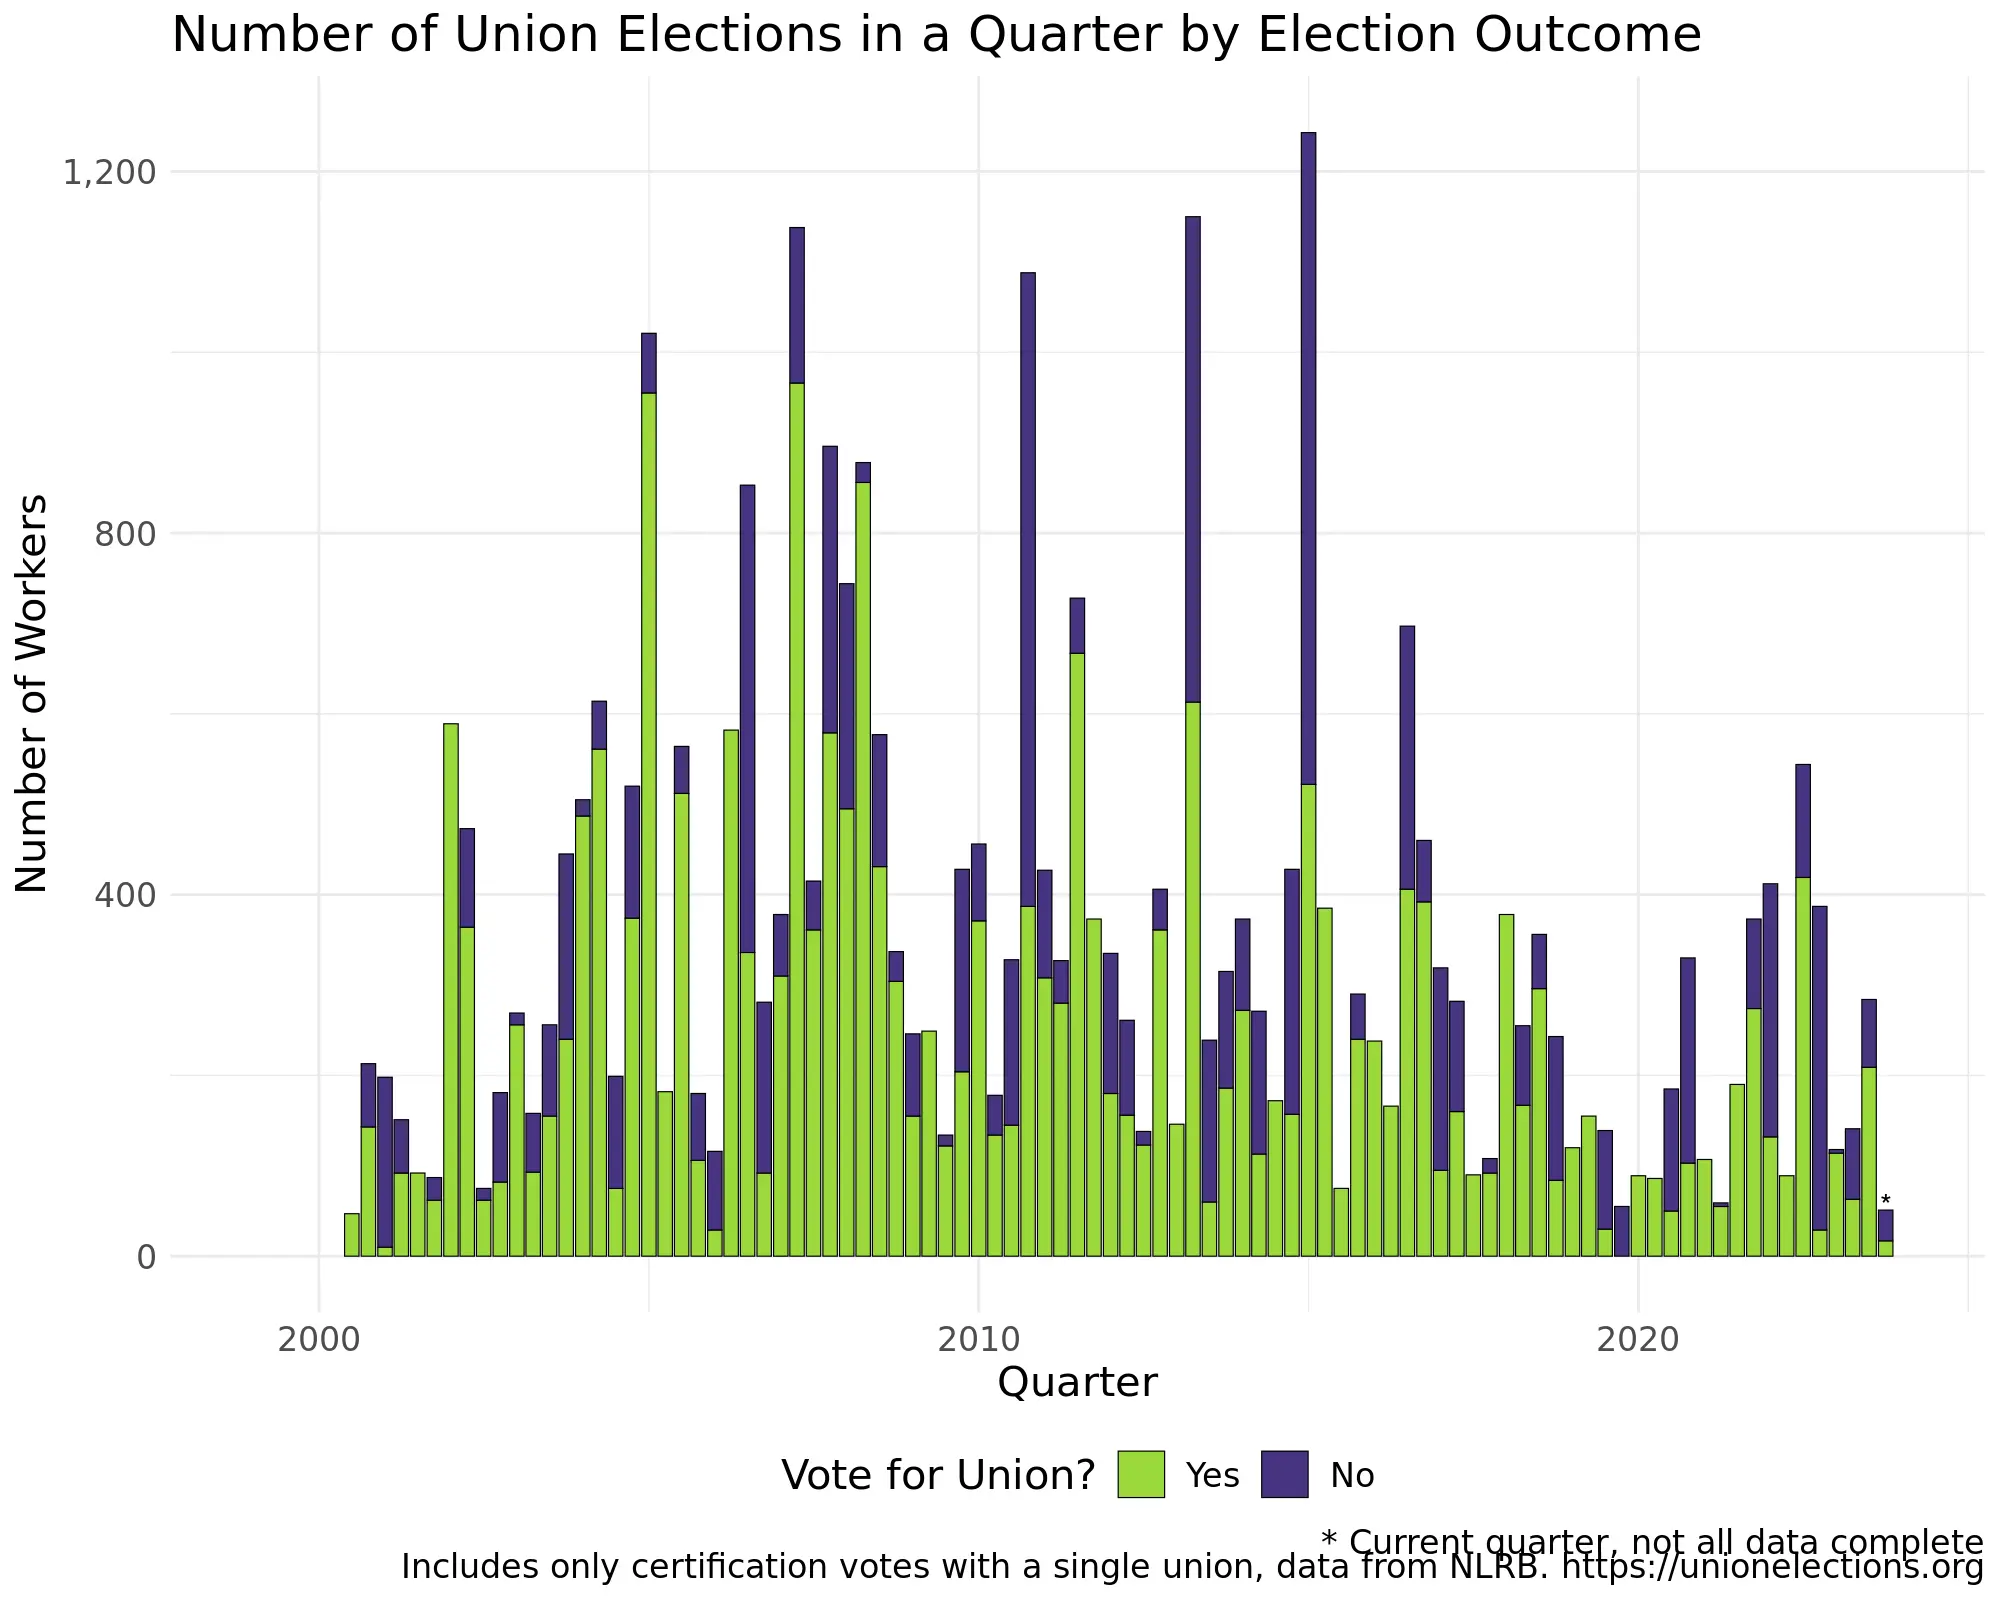 Number of Union Elections in a Quarter by Election Outcome
Number of Workers
1,200
800
400
0
*
2000 2010 2020
Quarter
Vote for Union? Yes No
* Current quarter, not all data complete
Includes only certification votes with a single union, data from NLRB. https://unionelections.org